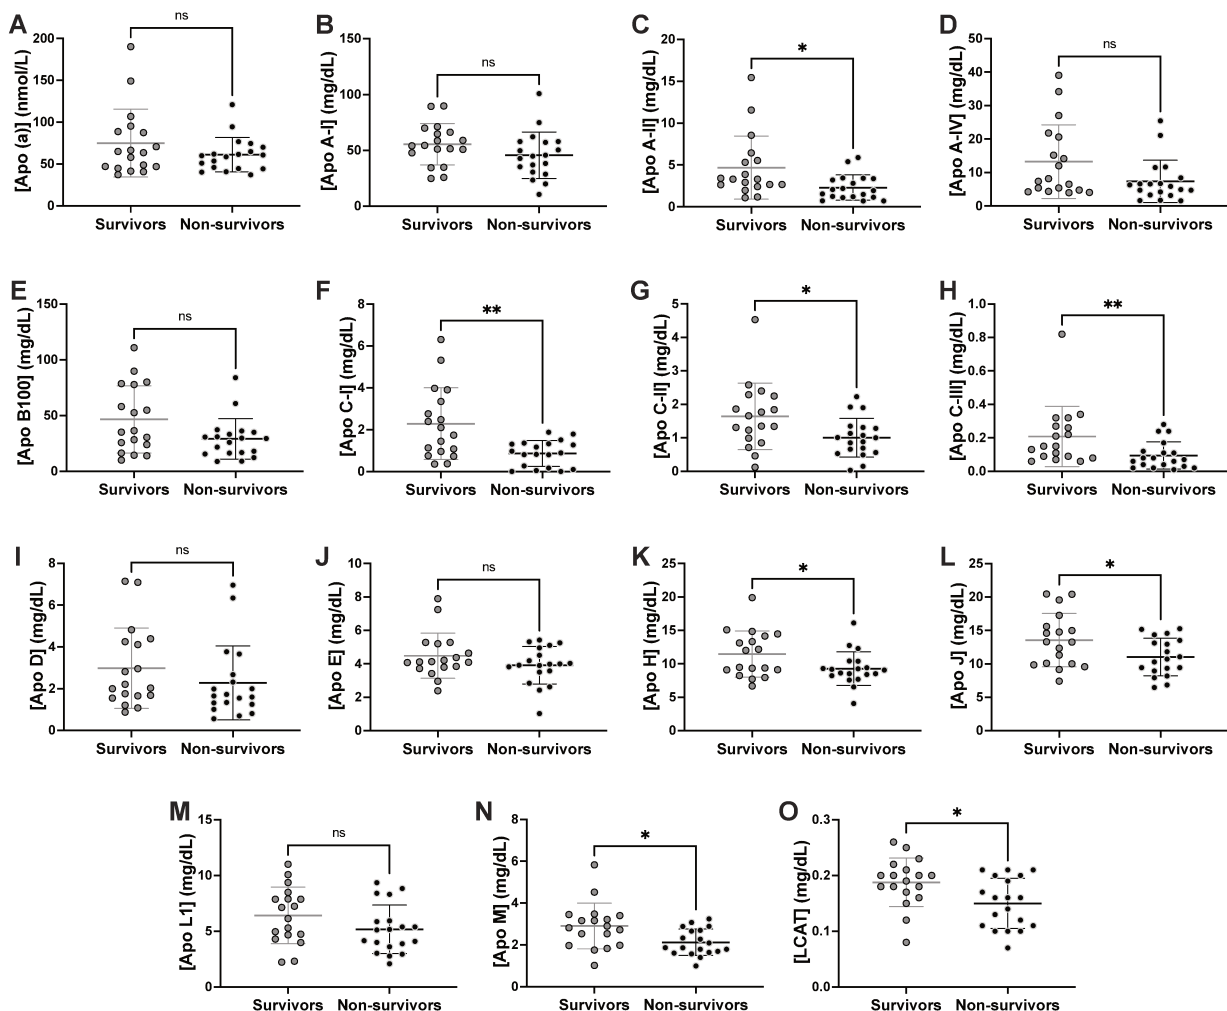 A
[Apo (a)] (nmol/L)
200
150
100
50
0
ns
Survivors Non-survivors
B
[Apo A-I] (mg/dL)
150
100
50
0
ns
Survivors Non-survivors
C
[Apo A-II] (mg/dL)
20
15
10
5
0
*
Survivors Non-survivors
D
[Apo A-IV] (mg/dL)
50
40
30
20
10
0
ns
Survivors Non-survivors
E
[Apo B100] (mg/dL)
150
100
50
0
ns
Survivors Non-survivors
F
[Apo C-I] (mg/dL)
8
6
4
2
0
**
Survivors Non-survivors
G
[Apo C-II] (mg/dL)
5
4
3
2
1
0
*
Survivors Non-survivors
H
[Apo C-III] (mg/dL)
1.0
0.8
0.6
0.4
0.2
0.0
**
Survivors Non-survivors
I
[Apo D] (mg/dL)
8
6
4
2
0
ns
Survivors Non-survivors
J
[Apo E] (mg/dL)
10
8
6
4
2
0
ns
Survivors Non-survivors
K
[Apo H] (mg/dL)
25
20
15
10
5
0
*
Survivors Non-survivors
L
[Apo J] (mg/dL)
25
20
15
10
5
0
*
Survivors Non-survivors
M
[Apo L1] (mg/dL)
15
10
5
0
ns
Survivors Non-survivors
N
[Apo M] (mg/dL)
8
6
4
2
0
*
Survivors Non-survivors
O
[LCAT] (mg/dL)
0.3
0.2
0.1
0.0
*
Survivors Non-survivors